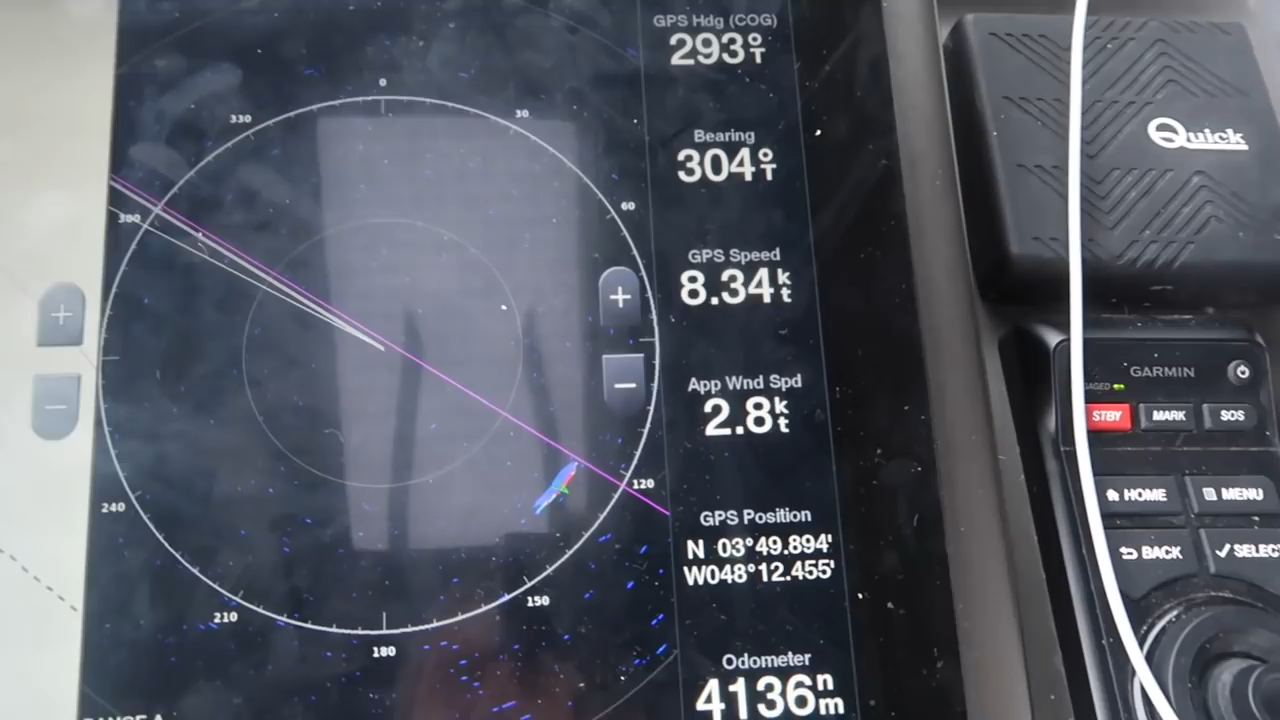 GPS Hdg (COG)
293°T
Bearing
304°T
GPS Speed
8.34kt
App Wnd Spd
2.8kt
GPS Position
N 03°49.894'
W048°12.455'
Odometer
4136nm
0
30
60
120
150
180
210
240
300
330
+
−
+
−
Quick
GARMIN
STBY
MARK
SOS
HOME
MENU
BACK
SELEC